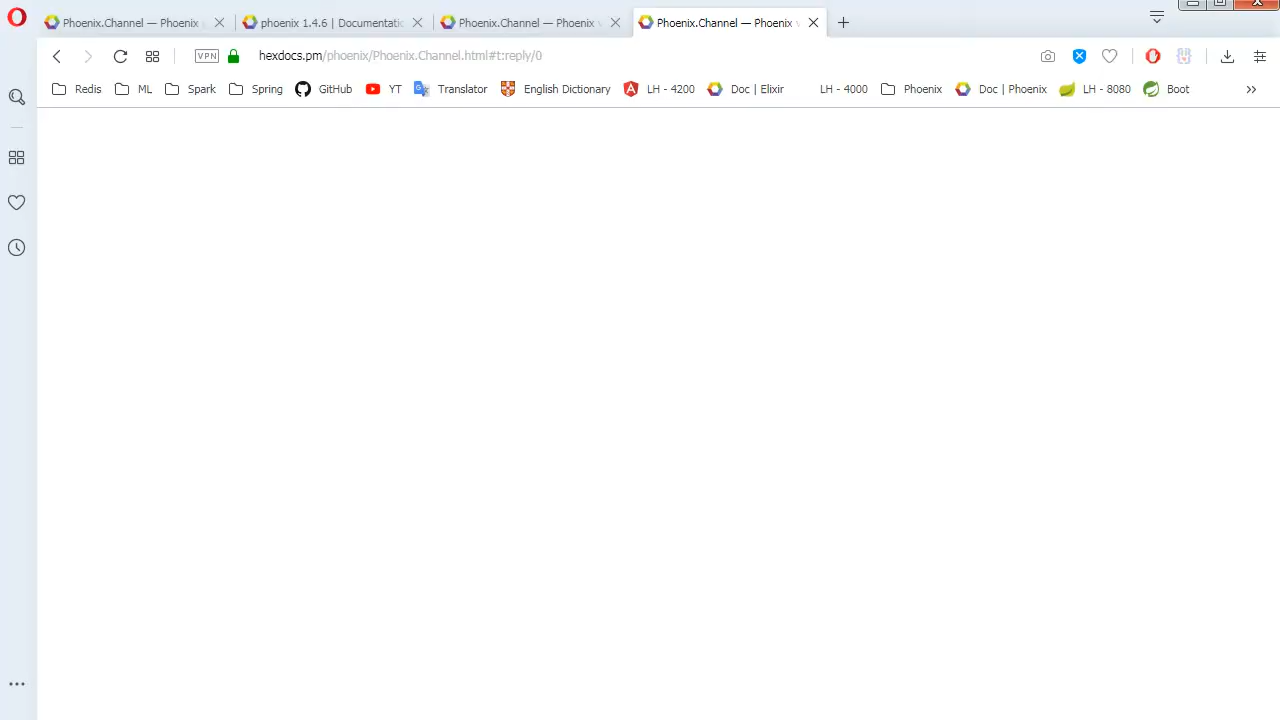 Phoenix.Channel — Phoenix v
phoenix 1.4.6 | Documentatio
Phoenix.Channel — Phoenix v
Phoenix.Channel — Phoenix v
VPN
hexdocs.pm/phoenix/Phoenix.Channel.html#t:reply/0
Redis
ML
Spark
Spring
GitHub
YT
Translator
English Dictionary
LH - 4200
Doc | Elixir
LH - 4000
Phoenix
Doc | Phoenix
LH - 8080
Boot